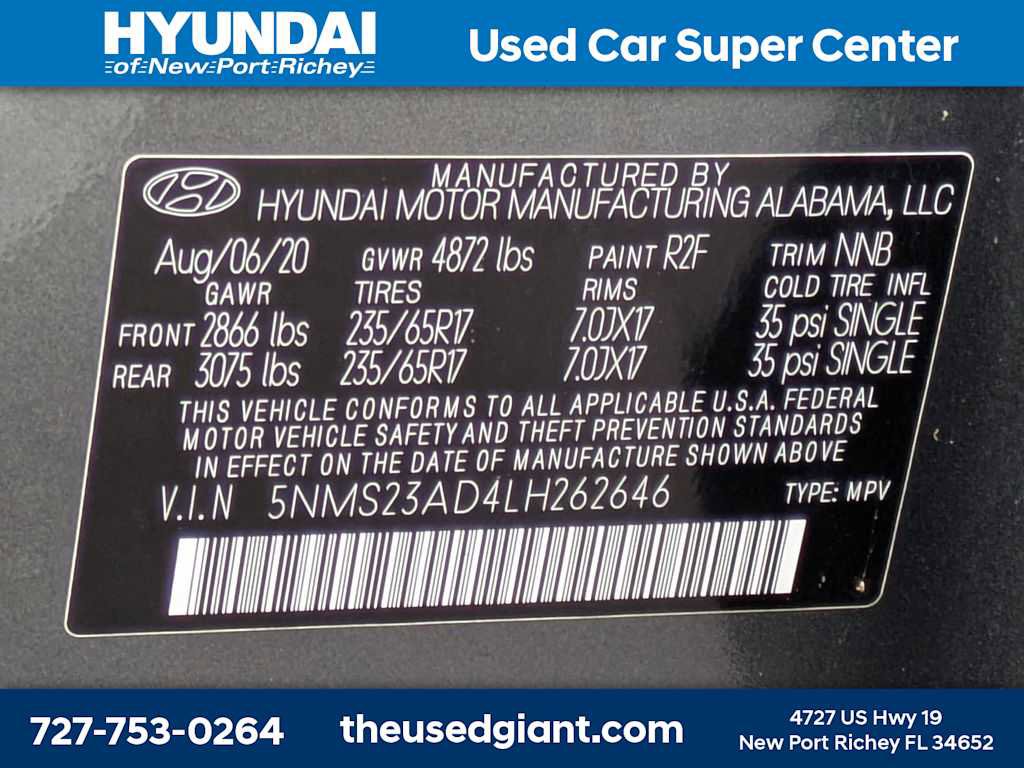 HYUNDAI
of New Port Richey
Used Car Super Center
MANUFACTURED BY
HYUNDAI MOTOR MANUFACTURING ALABAMA, LLC
Aug/06/20 GVWR 4872 lbs PAINT R2F TRIM NNB
GAWR TIRES RIMS COLD TIRE INFL
FRONT 2866 lbs 235/65R17 7.0JX17 35 psi SINGLE
REAR 3075 lbs 235/65R17 7.0JX17 35 psi SINGLE
THIS VEHICLE CONFORMS TO ALL APPLICABLE U.S.A. FEDERAL
MOTOR VEHICLE SAFETY AND THEFT PREVENTION STANDARDS
IN EFFECT ON THE DATE OF MANUFACTURE SHOWN ABOVE
V.I.N 5NMS23AD4LH262646 TYPE: MPV
727-753-0264
theusedgiant.com
4727 US Hwy 19
New Port Richey FL 34652